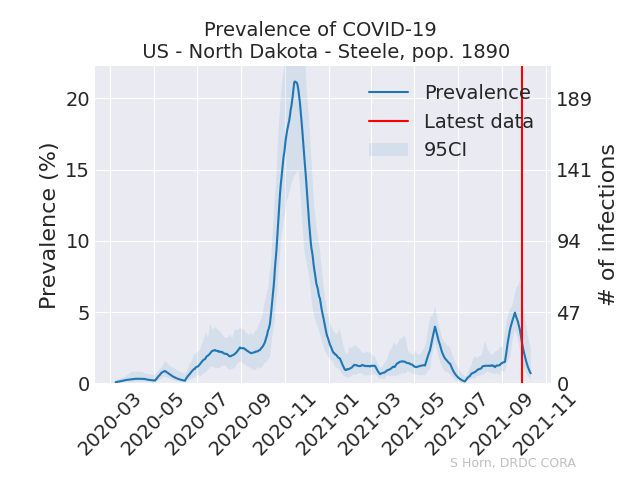 Prevalence of COVID-19
US - North Dakota - Steele, pop. 1890
Prevalence
Latest data
95CI
Prevalence (%)
20
15
10
5
0
# of infections
189
141
94
47
0
2020-03
2020-05
2020-07
2020-09
2020-11
2021-01
2021-03
2021-05
2021-07
2021-09
2021-11
S Horn, DRDC CORA